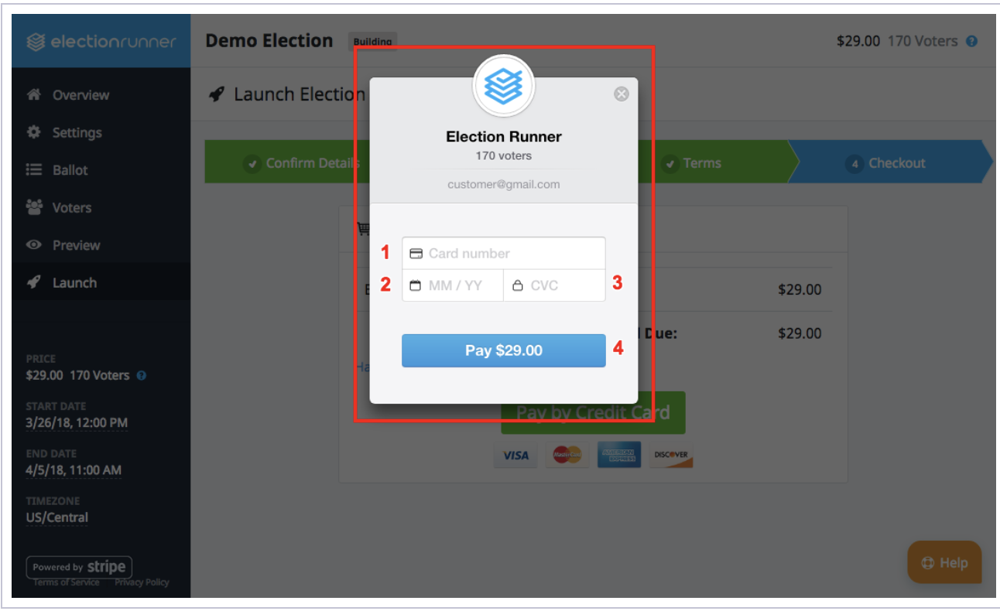 electionrunner
Demo Election Building
$29.00 170 Voters ?
Overview
Settings
Ballot
Voters
Preview
Launch
PRICE
$29.00 170 Voters ?
START DATE
3/26/18, 12:00 PM
END DATE
4/5/18, 11:00 AM
TIMEZONE
US/Central
Powered by stripe
Terms of Service Privacy Policy
Launch Election
Confirm Details
Terms
4 Checkout
Election Runner
170 voters
customer@gmail.com
1 Card number
2 MM / YY CVC 3
Pay $29.00 4
$29.00
Due: $29.00
Pay by Credit Card
VISA MasterCard AMERICAN EXPRESS DISCOVER
Help